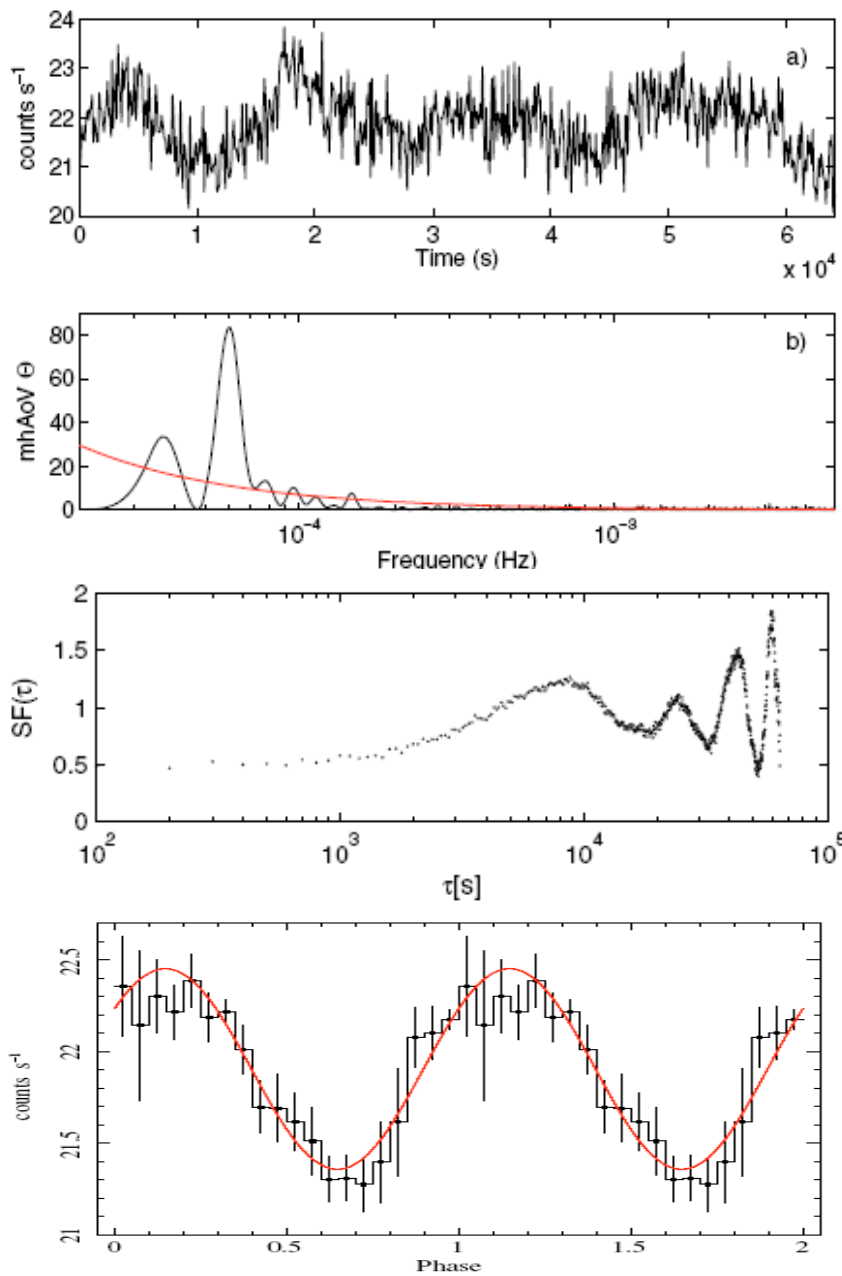 24
23
22
21
20
counts s⁻¹
a)
0 1 2 3 4 5 6
Time (s)
x 10⁴
80
60
40
20
0
mhAoV Θ
b)
10⁻⁴ 10⁻³
Frequency (Hz)
2
1.5
1
0.5
0
SF(τ)
10² 10³ 10⁴ 10⁵
τ[s]
22.5
22
21.5
21
counts s⁻¹
0 0.5 1 1.5 2
Phase